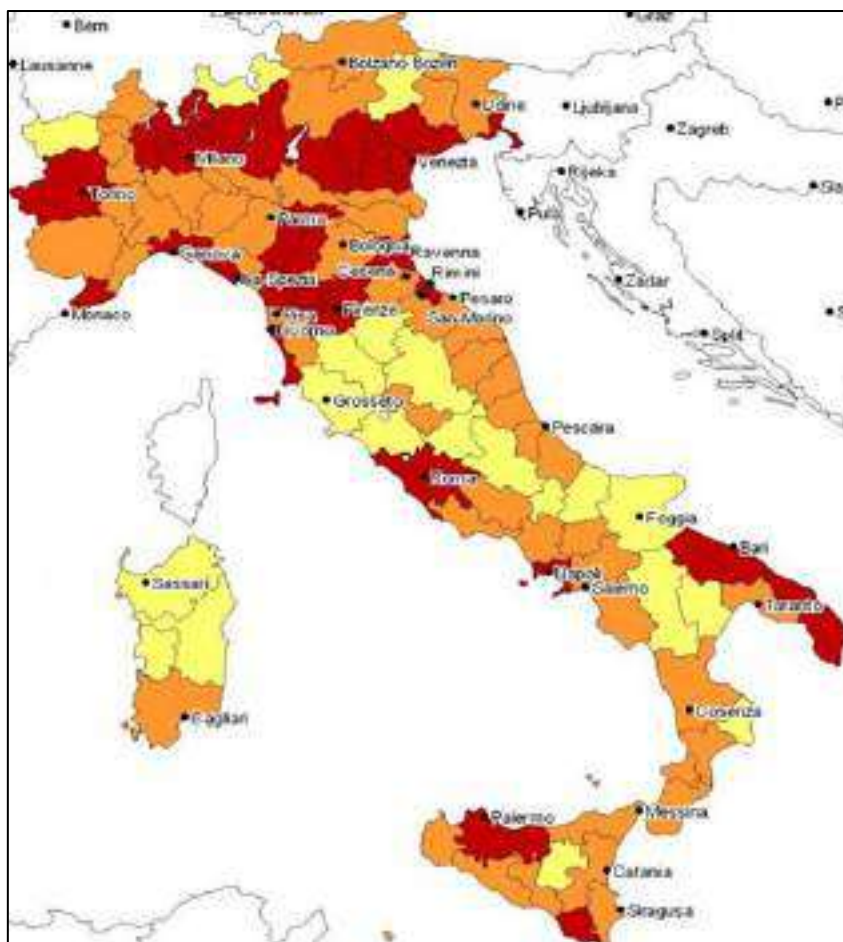 Bern
Graz
Lausanne
Bolzano Bozen
Udine
Ljubljana
Zagreb
Milano
Venezia
Rijeka
Torino
Pula
Parma
Genova
Bologna
Ravenna
La Spezia
Cesena
Rimini
Zadar
Pisa
Firenze
Pesaro
Monaco
San Marino
Livorno
Split
Grosseto
Pescara
Roma
Foggia
Bari
Sassari
Napoli
Salerno
Taranto
Cagliari
Cosenza
Palermo
Messina
Catania
Siragusa